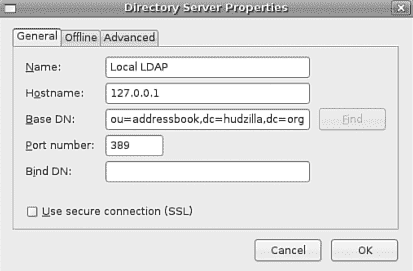 Directory Server Properties
General Offline Advanced
Name: Local LDAP
Hostname: 127.0.0.1
Base DN: ou=addressbook,dc=hudzilla,dc=org Find
Port number: 389
Bind DN:
Use secure connection (SSL)
Cancel OK